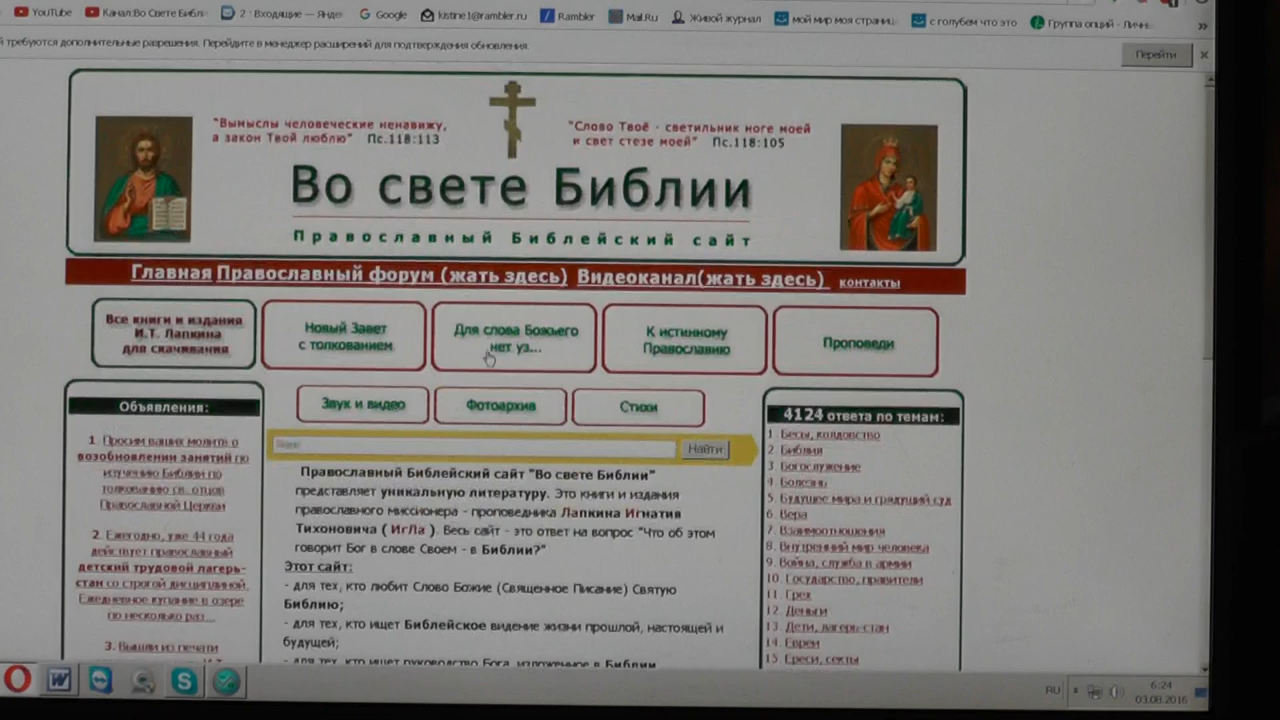 YouTube
Канал:Во Свете Библ
2 : Входящие — Янде
Google
iustine1@rambler.ru
Rambler
Mail.Ru
Живой журнал
мой мир моя страниц
с голубем что это
Группа опций - Личн
»
й требуются дополнительные разрешения. Перейдите в менеджер расширений для подтверждения обновления.
Перейти
"Вымыслы человеческие ненавижу,
а закон Твой люблю" Пс.118:113
"Слово Твоё - светильник ноге моей
и свет стезе моей" Пс.118:105
Во свете Библии
Православный Библейский сайт
Главная Православный форум (жать здесь) Видеоканал(жать здесь) контакты
Все книги и издания
И.Т. Лапкина
для скачивания
Новый Завет
с толкованием
Для слова Божьего
нет уз...
К истинному
Православию
Проповеди
Звук и видео
Фотоархив
Стихи
Найти
Объявления:
1. Просим ваших молитв о
возобновлении занятий по
изучению Библии по
толкованию св. отцов
Православной Церкви
2. Ежегодно, уже 44 года
действует православный
детский трудовой лагерь-
стан со строгой дисциплиной.
Ежедневное купание в озере
по несколько раз...
3. Вышли из печати
Православный Библейский сайт "Во свете Библии"
представляет уникальную литературу. Это книги и издания
православного миссионера - проповедника Лапкина Игнатия
Тихоновича ( ИгЛа ). Весь сайт - это ответ на вопрос "Что об этом
говорит Бог в слове Своем - в Библии?"
Этот сайт:
- для тех, кто любит Слово Божие (Священное Писание) Святую
Библию;
- для тех, кто ищет Библейское видение жизни прошлой, настоящей и
будущей;
- для тех, кто ищет руководство Бога, изложенное в Библии
4124 ответа по темам:
1. Бесы, колдовство
2. Библия
3. Богослужение
4. Болезнь
5. Будущее мира и грядущий суд
6. Вера
7. Взаимоотношения
8. Внутренний мир человека
9. Война, служба в армии
10. Государство, правители
11. Грех
12. Деньги
13. Дети, лагерь-стан
14. Евреи
15. Ереси, секты
RU
6:24
03.08.2016